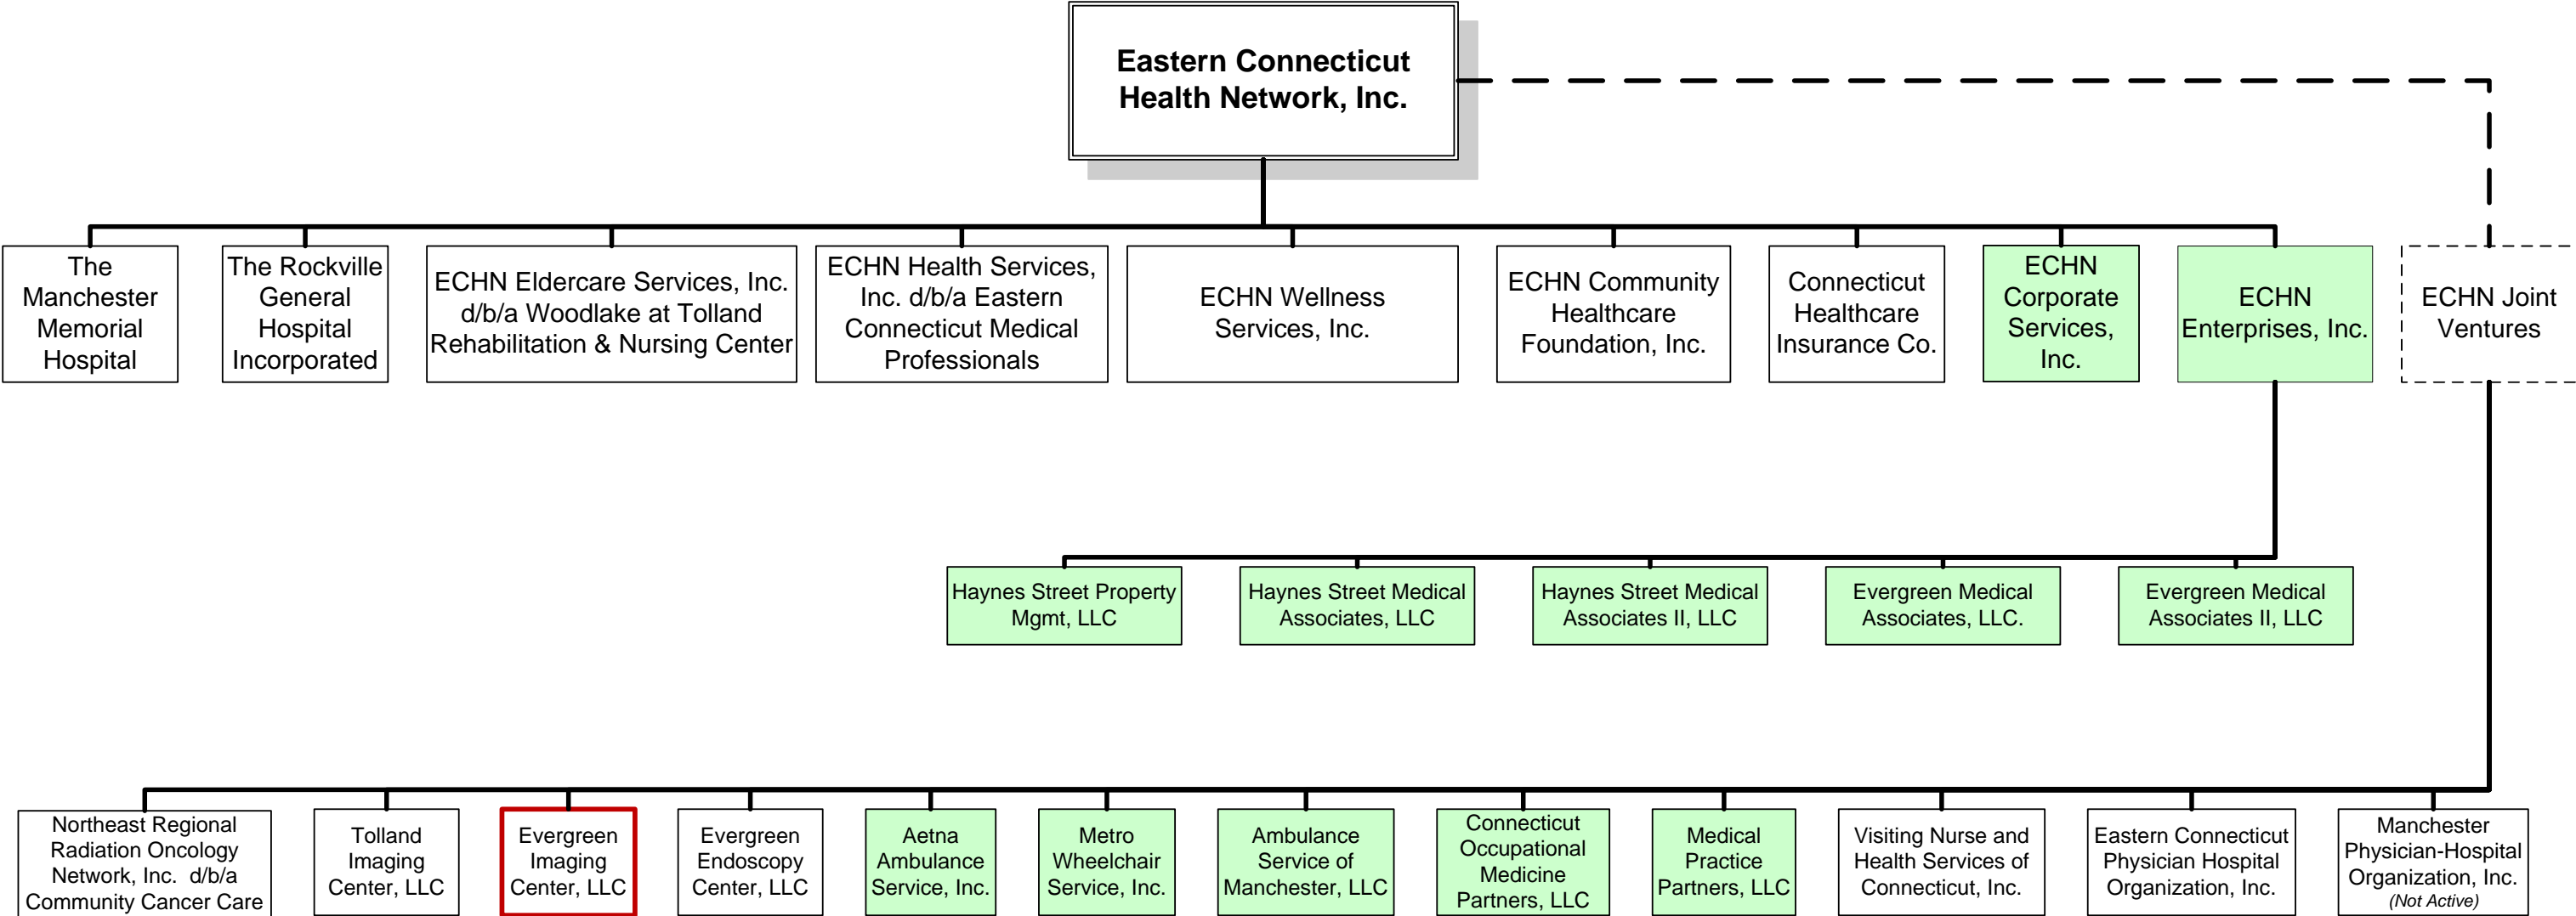 Eastern Connecticut
Health Network, Inc.
The
Manchester
Memorial
Hospital
The Rockville
General
Hospital
Incorporated
ECHN Eldercare Services, Inc.
d/b/a Woodlake at Tolland
Rehabilitation & Nursing Center
ECHN Health Services,
Inc. d/b/a Eastern
Connecticut Medical
Professionals
ECHN Wellness
Services, Inc.
ECHN Community
Healthcare
Foundation, Inc.
Connecticut
Healthcare
Insurance Co.
ECHN
Corporate
Services,
Inc.
ECHN
Enterprises, Inc.
ECHN Joint
Ventures
Haynes Street Property
Mgmt, LLC
Haynes Street Medical
Associates, LLC
Haynes Street Medical
Associates II, LLC
Evergreen Medical
Associates, LLC.
Evergreen Medical
Associates II, LLC
Northeast Regional
Radiation Oncology
Network, Inc. d/b/a
Community Cancer Care
Tolland
Imaging
Center, LLC
Evergreen
Imaging
Center, LLC
Evergreen
Endoscopy
Center, LLC
Aetna
Ambulance
Service, Inc.
Metro
Wheelchair
Service, Inc.
Ambulance
Service of
Manchester, LLC
Connecticut
Occupational
Medicine
Partners, LLC
Medical
Practice
Partners, LLC
Visiting Nurse and
Health Services of
Connecticut, Inc.
Eastern Connecticut
Physician Hospital
Organization, Inc.
Manchester
Physician-Hospital
Organization, Inc.
(Not Active)